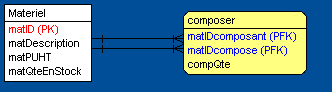 Materiel
matID (PK)
matDescription
matPUHT
matQteEnStock
composer
matIDcomposant (PFK)
matIDcompose (PFK)
compQte